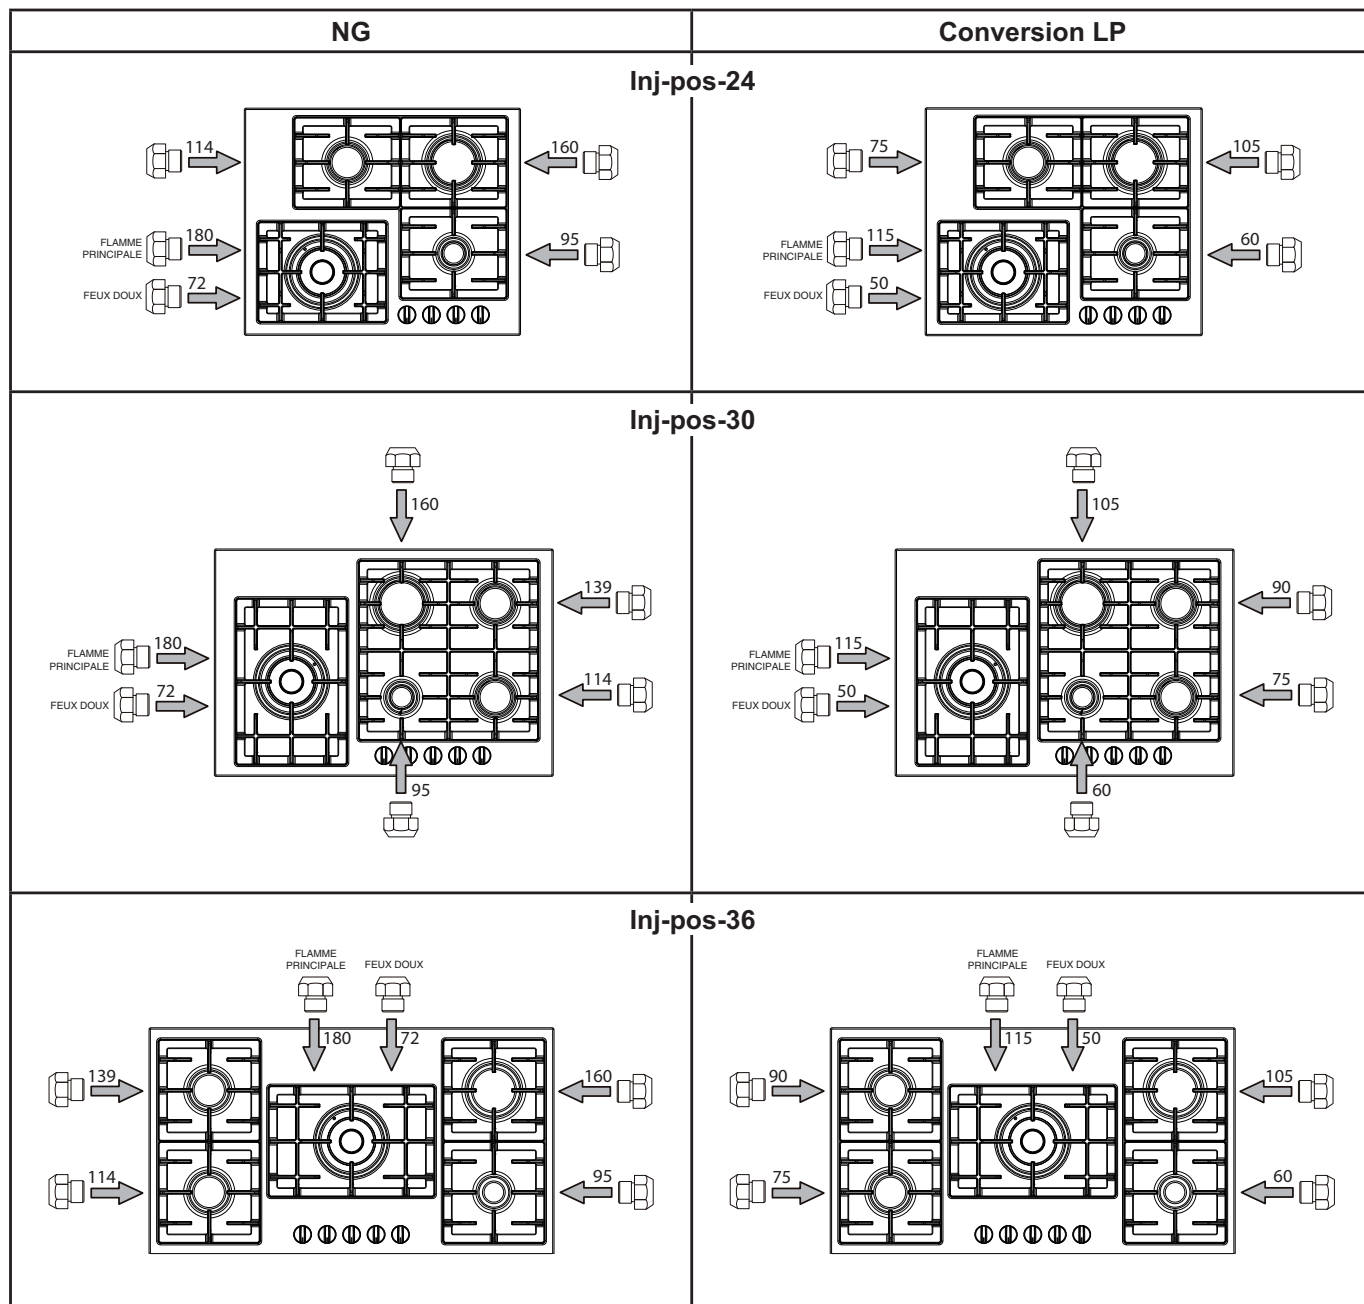 NG
Conversion LP
Inj-pos-24
114
160
FLAMME
PRINCIPALE
180
95
FEUX DOUX
72
75
105
FLAMME
PRINCIPALE
115
60
FEUX DOUX
50
Inj-pos-30
160
139
FLAMME
PRINCIPALE
180
114
FEUX DOUX
72
95
105
90
FLAMME
PRINCIPALE
115
75
FEUX DOUX
50
60
Inj-pos-36
FLAMME
PRINCIPALE
FEUX DOUX
180
72
139
160
114
95
FLAMME
PRINCIPALE
FEUX DOUX
115
50
90
105
75
60